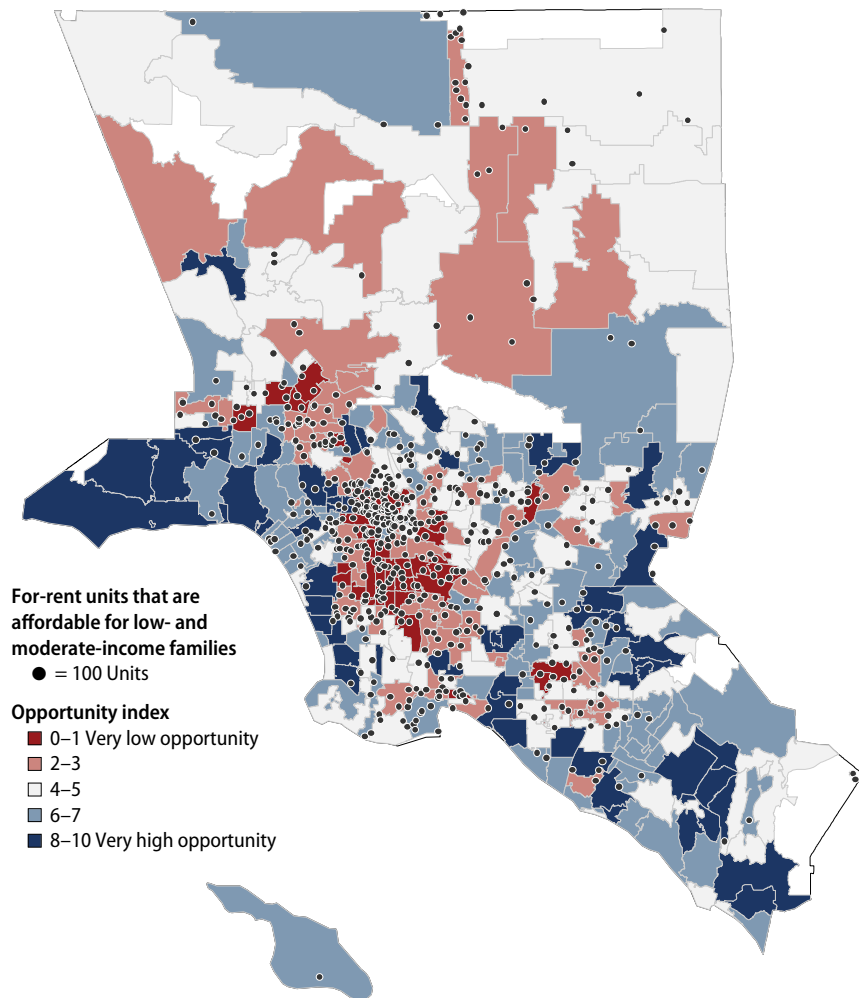 For-rent units that are
affordable for low- and
moderate-income families
= 100 Units
Opportunity index
0–1 Very low opportunity
2–3
4–5
6–7
8–10 Very high opportunity